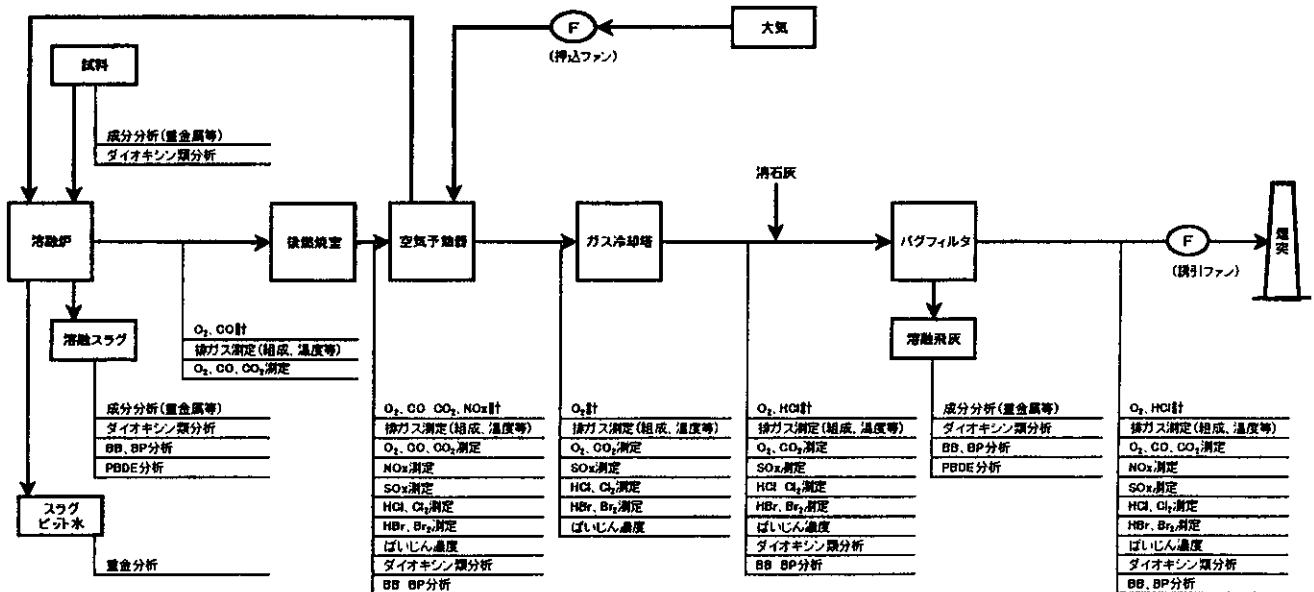 大気
F
(押込ファン)
試料
成分分析(重金属等)
ダイオキシン類分析
消石灰
溶融炉
後燃焼室
空気予熱器
ガス冷却塔
バグフィルタ
F
(誘引ファン)
煙突
溶融スラグ
O₂、CO計
排ガス測定(組成、温度等)
O₂、CO、CO₂測定
溶融飛灰
成分分析(重金属等)
ダイオキシン類分析
BB、BP分析
PBDE分析
スラグ
ピット水
重金分析
O₂、CO CO₂、NOx計
排ガス測定(組成、温度等)
O₂、CO、CO₂測定
NOx測定
SOx測定
HCl、Cl₂測定
HBr、Br₂測定
ばいじん濃度
ダイオキシン類分析
BB BP分析
O₂計
排ガス測定(組成、温度等)
O₂、CO₂測定
SOx測定
HCl、Cl₂測定
HBr、Br₂測定
ばいじん濃度
O₂、HCl計
排ガス測定(組成、温度等)
O₂、CO₂測定
SOx測定
HCl Cl₂測定
HBr、Br₂測定
ばいじん濃度
ダイオキシン類分析
BB BP分析
成分分析(重金属等)
ダイオキシン類分析
BB、BP分析
PBDE分析
O₂、HCl計
排ガス測定(組成、温度等)
O₂、CO、CO₂測定
NOx測定
SOx測定
HCl、Cl₂測定
HBr、Br₂測定
ばいじん濃度
ダイオキシン類分析
BB、BP分析